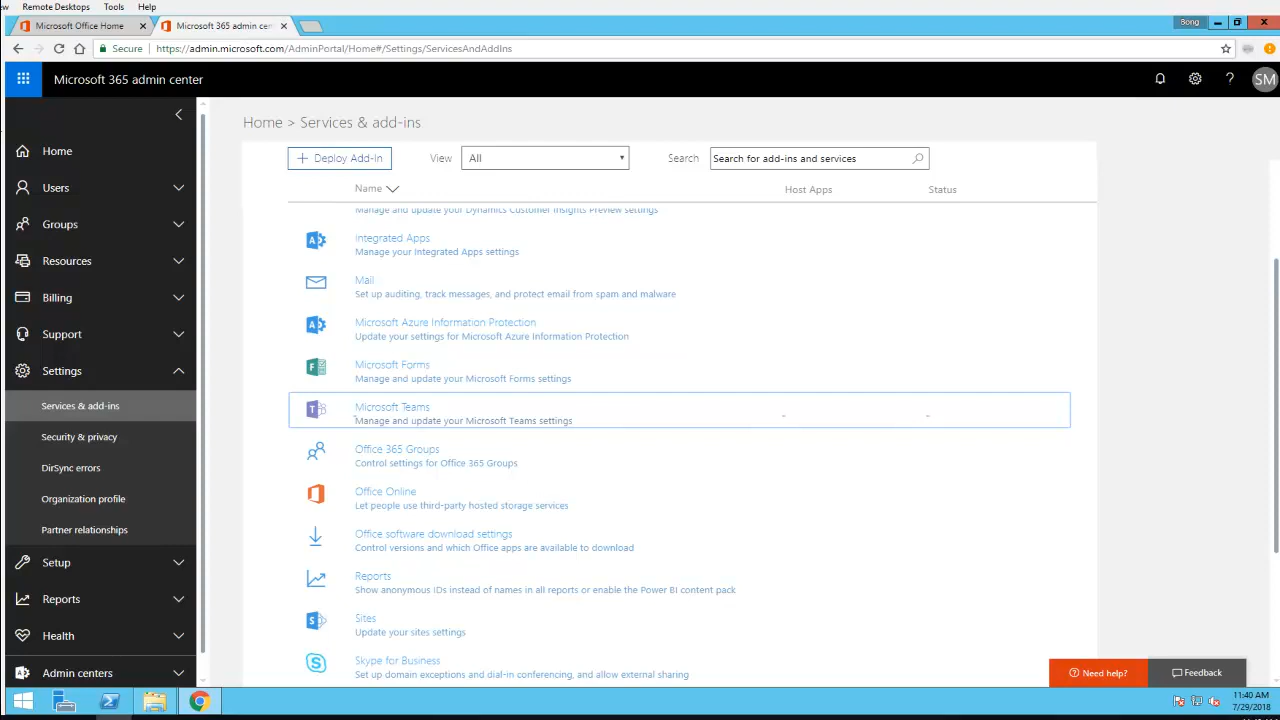 Remote Desktops Tools Help
Microsoft Office Home
Microsoft 365 admin cen
Bong
Secure https://admin.microsoft.com/AdminPortal/Home#/Settings/ServicesAndAddIns
Microsoft 365 admin center
? SM
Home > Services & add-ins
+ Deploy Add-In View All Search Search for add-ins and services
Name Host Apps Status
Manage and update your Dynamics Customer Insights Preview settings
Integrated Apps
Manage your Integrated Apps settings
Mail
Set up auditing, track messages, and protect email from spam and malware
Microsoft Azure Information Protection
Update your settings for Microsoft Azure Information Protection
Microsoft Forms
Manage and update your Microsoft Forms settings
Microsoft Teams
Manage and update your Microsoft Teams settings
Office 365 Groups
Control settings for Office 365 Groups
Office Online
Let people use third-party hosted storage services
Office software download settings
Control versions and which Office apps are available to download
Reports
Show anonymous IDs instead of names in all reports or enable the Power BI content pack
Sites
Update your sites settings
Skype for Business
Set up domain exceptions and dial-in conferencing, and allow external sharing
Home
Users
Groups
Resources
Billing
Support
Settings
Services & add-ins
Security & privacy
DirSync errors
Organization profile
Partner relationships
Setup
Reports
Health
Admin centers
Need help? Feedback
11:40 AM
7/29/2018